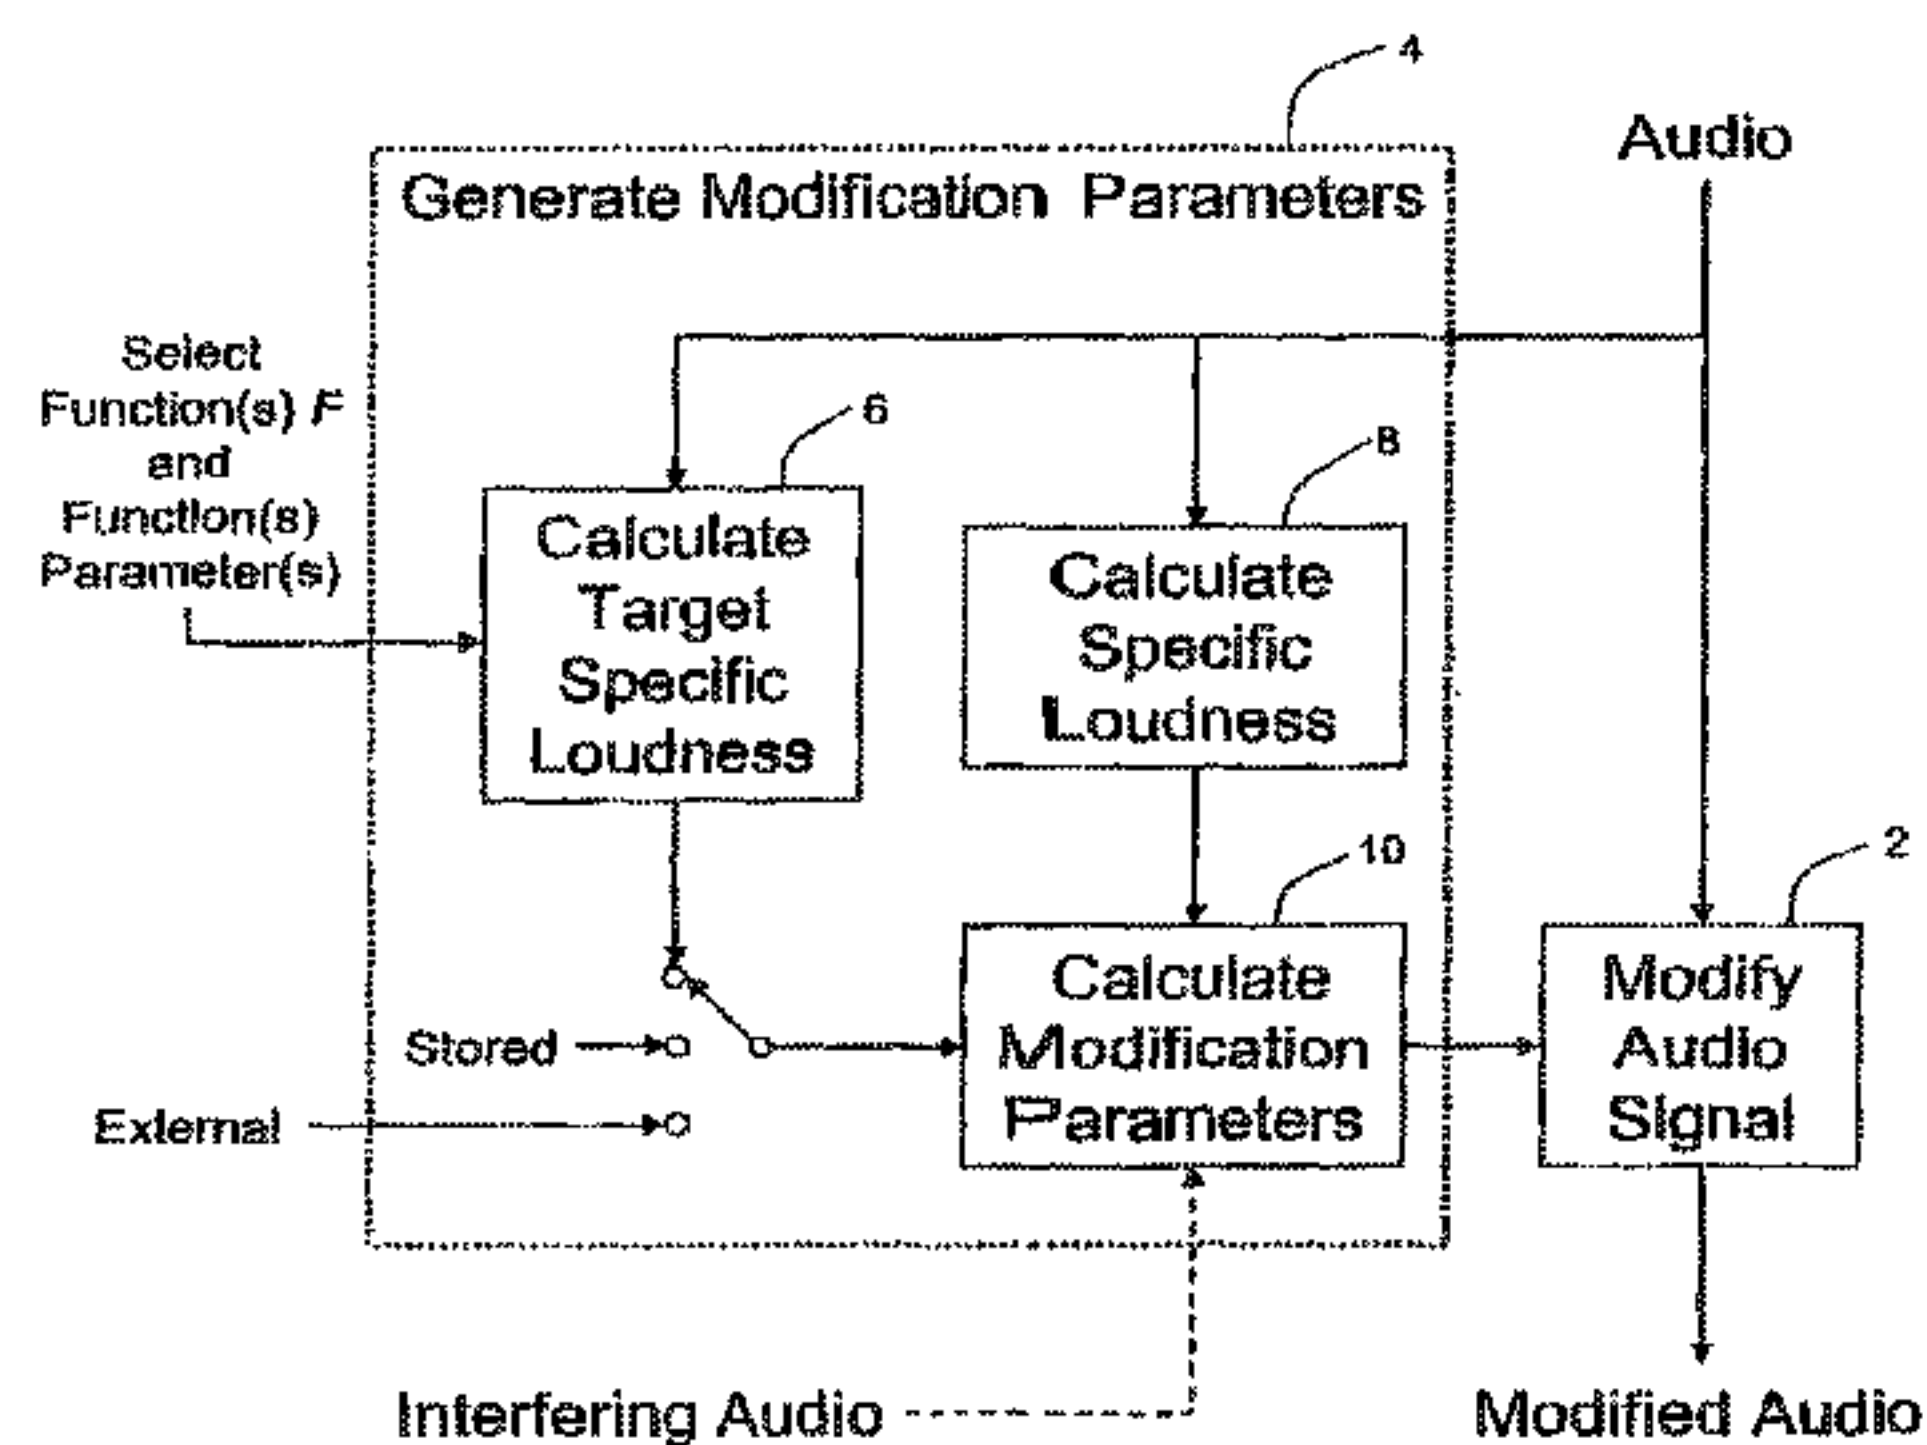 4
Audio
Generate Modification Parameters
Select
Function(s) F
and
Function(s)
Parameter(s)
6
8
Calculate
Target
Specific
Loudness
Calculate
Specific
Loudness
10
2
Calculate
Modification
Parameters
Modify
Audio
Signal
Stored
External
Interfering Audio
Modified Audio